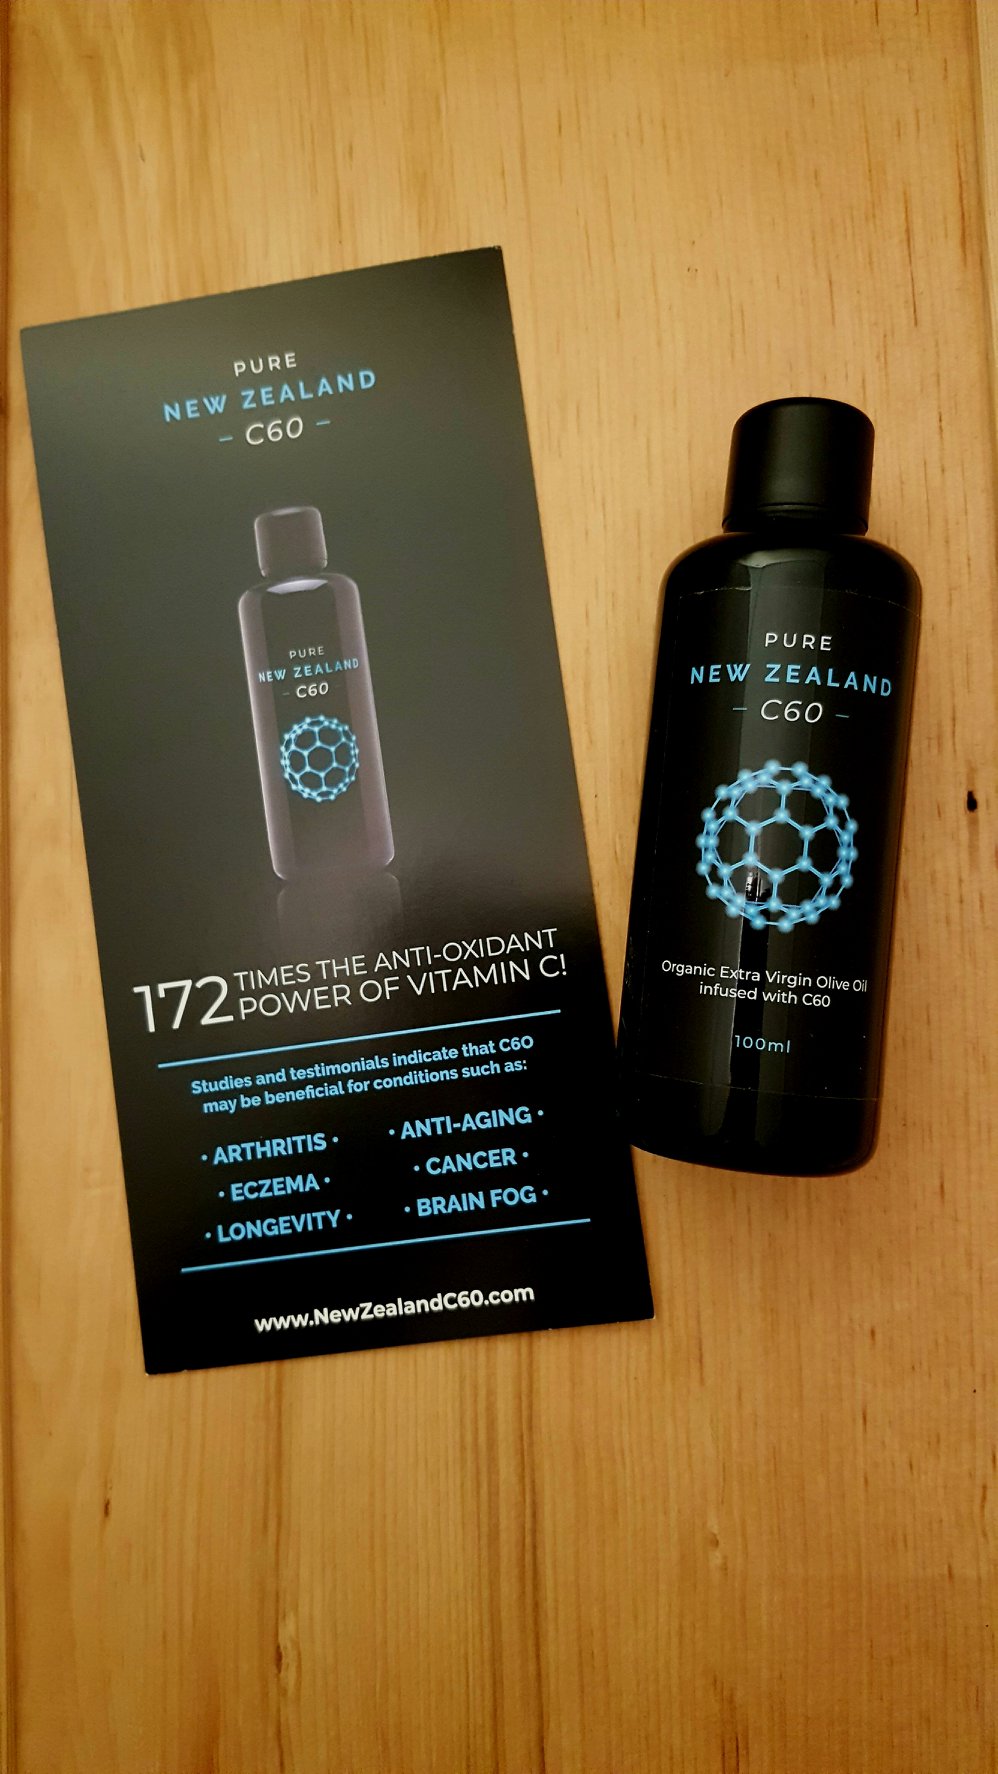 PURE
NEW ZEALAND
– C60 –
PURE
NEW ZEALAND
– C60
172 TIMES THE ANTI-OXIDANT
POWER OF VITAMIN C!
Studies and testimonials indicate that C60
may be beneficial for conditions such as:
• ARTHRITIS •
• ANTI-AGING •
• ECZEMA •
• CANCER •
• LONGEVITY •
• BRAIN FOG •
www.NewZealandC60.com
PURE
NEW ZEALAND
– C60 –
Organic Extra Virgin Olive Oil
infused with C60
100ml